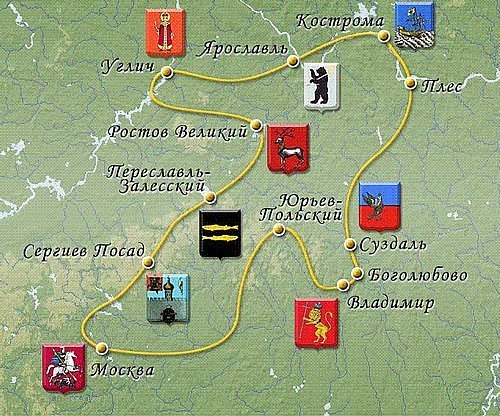 Кострома
Ярославль
Углич
Плес
Ростов Великий
Переславль-
Залесский
Юрьев-
Польский
Сергиев Посад
Суздаль
Боголюбово
Владимир
Москва